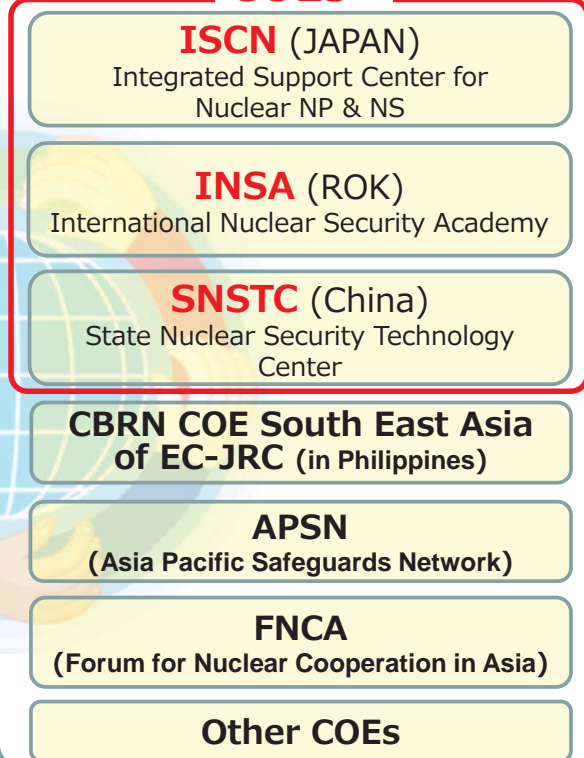 ISCN (JAPAN)
Integrated Support Center for
Nuclear NP & NS
INSA (ROK)
International Nuclear Security Academy
SNSTC (China)
State Nuclear Security Technology
Center
CBRN COE South East Asia
of EC-JRC (in Philippines)
APSN
(Asia Pacific Safeguards Network)
FNCA
(Forum for Nuclear Cooperation in Asia)
Other COEs